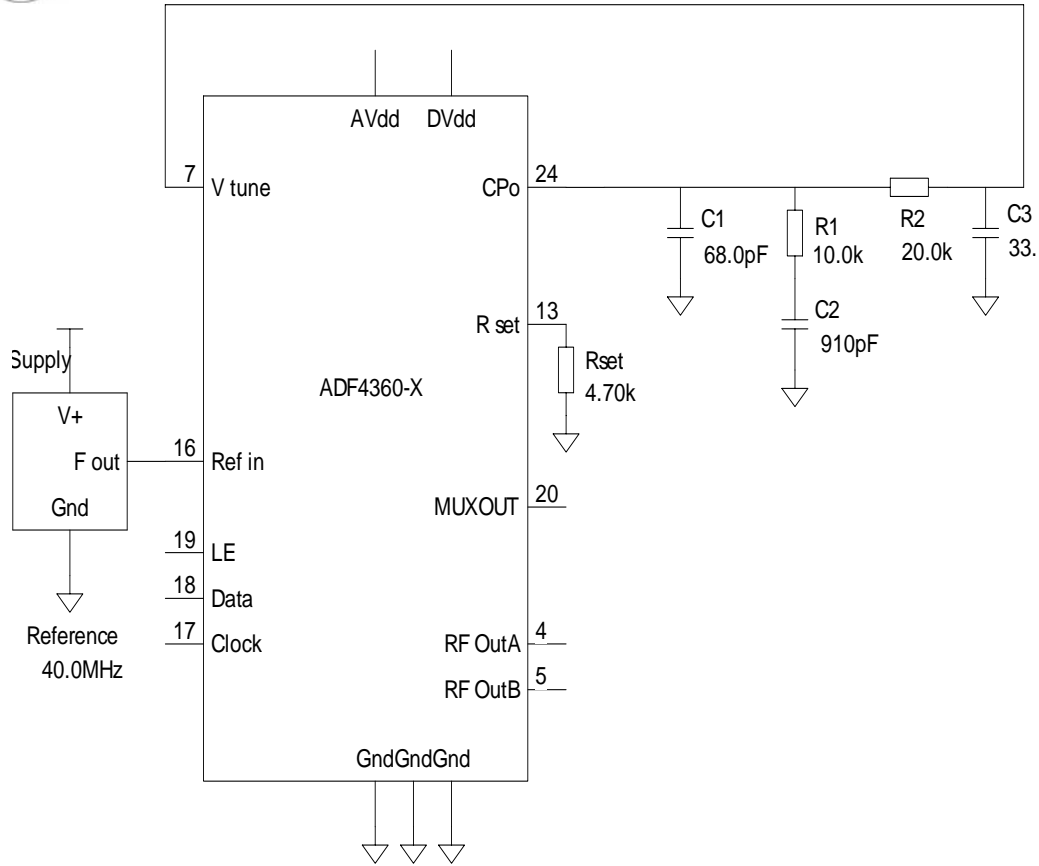 AVdd DVdd
7 V tune
CPo 24
C1
68.0pF
R1
10.0k
R2
20.0k
C3
33.
C2
910pF
R set 13
Rset
4.70k
ADF4360-X
Supply
V+
F out
Gnd
16 Ref in
MUXOUT 20
19 LE
18 Data
17 Clock
Reference
40.0MHz
RF OutA 4
RF OutB 5
GndGndGnd